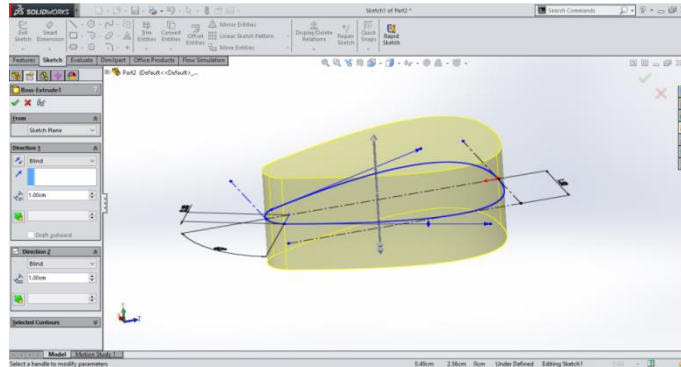 SOLIDWORKS
Sketch1 of Part2 *
Search Commands
Exit Sketch
Smart Dimension
Trim Entities
Convert Entities
Offset Entities
Mirror Entities
Linear Sketch Pattern
Move Entities
Display/Delete Relations
Repair Sketch
Quick Snaps
Rapid Sketch
Features Sketch Evaluate DimXpert Office Products Flow Simulation
Part2 (Default<<Default>_...
Boss-Extrude1
From
Sketch Plane
Direction 1
Blind
1.00cm
Draft outward
Direction 2
Blind
1.00cm
Selected Contours
Model Motion Study 1
Select a handle to modify parameters
0.49cm 2.56cm 0cm Under Defined Editing Sketch1